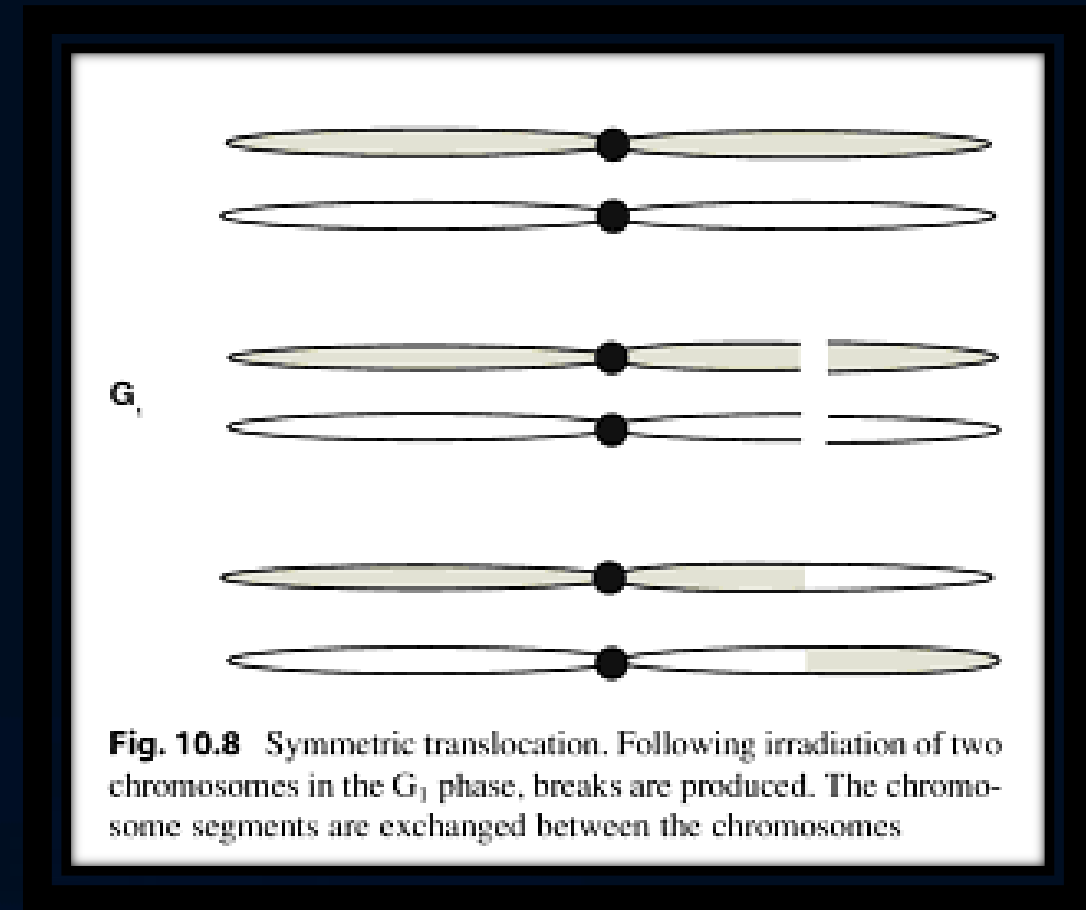 G₁
Fig. 10.8 Symmetric translocation. Following irradiation of two
chromosomes in the G₁ phase, breaks are produced. The chromo-
some segments are exchanged between the chromosomes